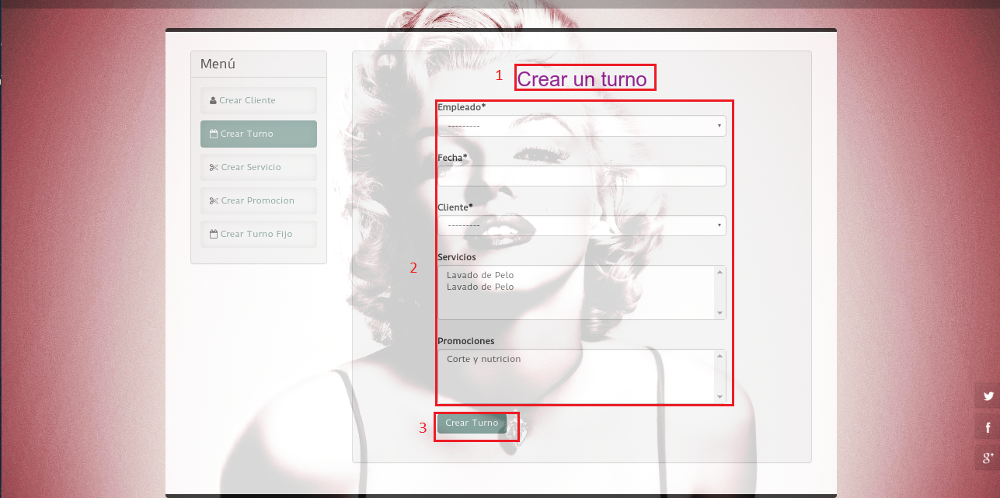 Menú
Crear Cliente
Crear Turno
Crear Servicio
Crear Promocion
Crear Turno Fijo
1 Crear un turno
Empleado*
---------
Fecha*
Cliente*
---------
2
Servicios
Lavado de Pelo
Lavado de Pelo
Promociones
Corte y nutricion
3 Crear Turno